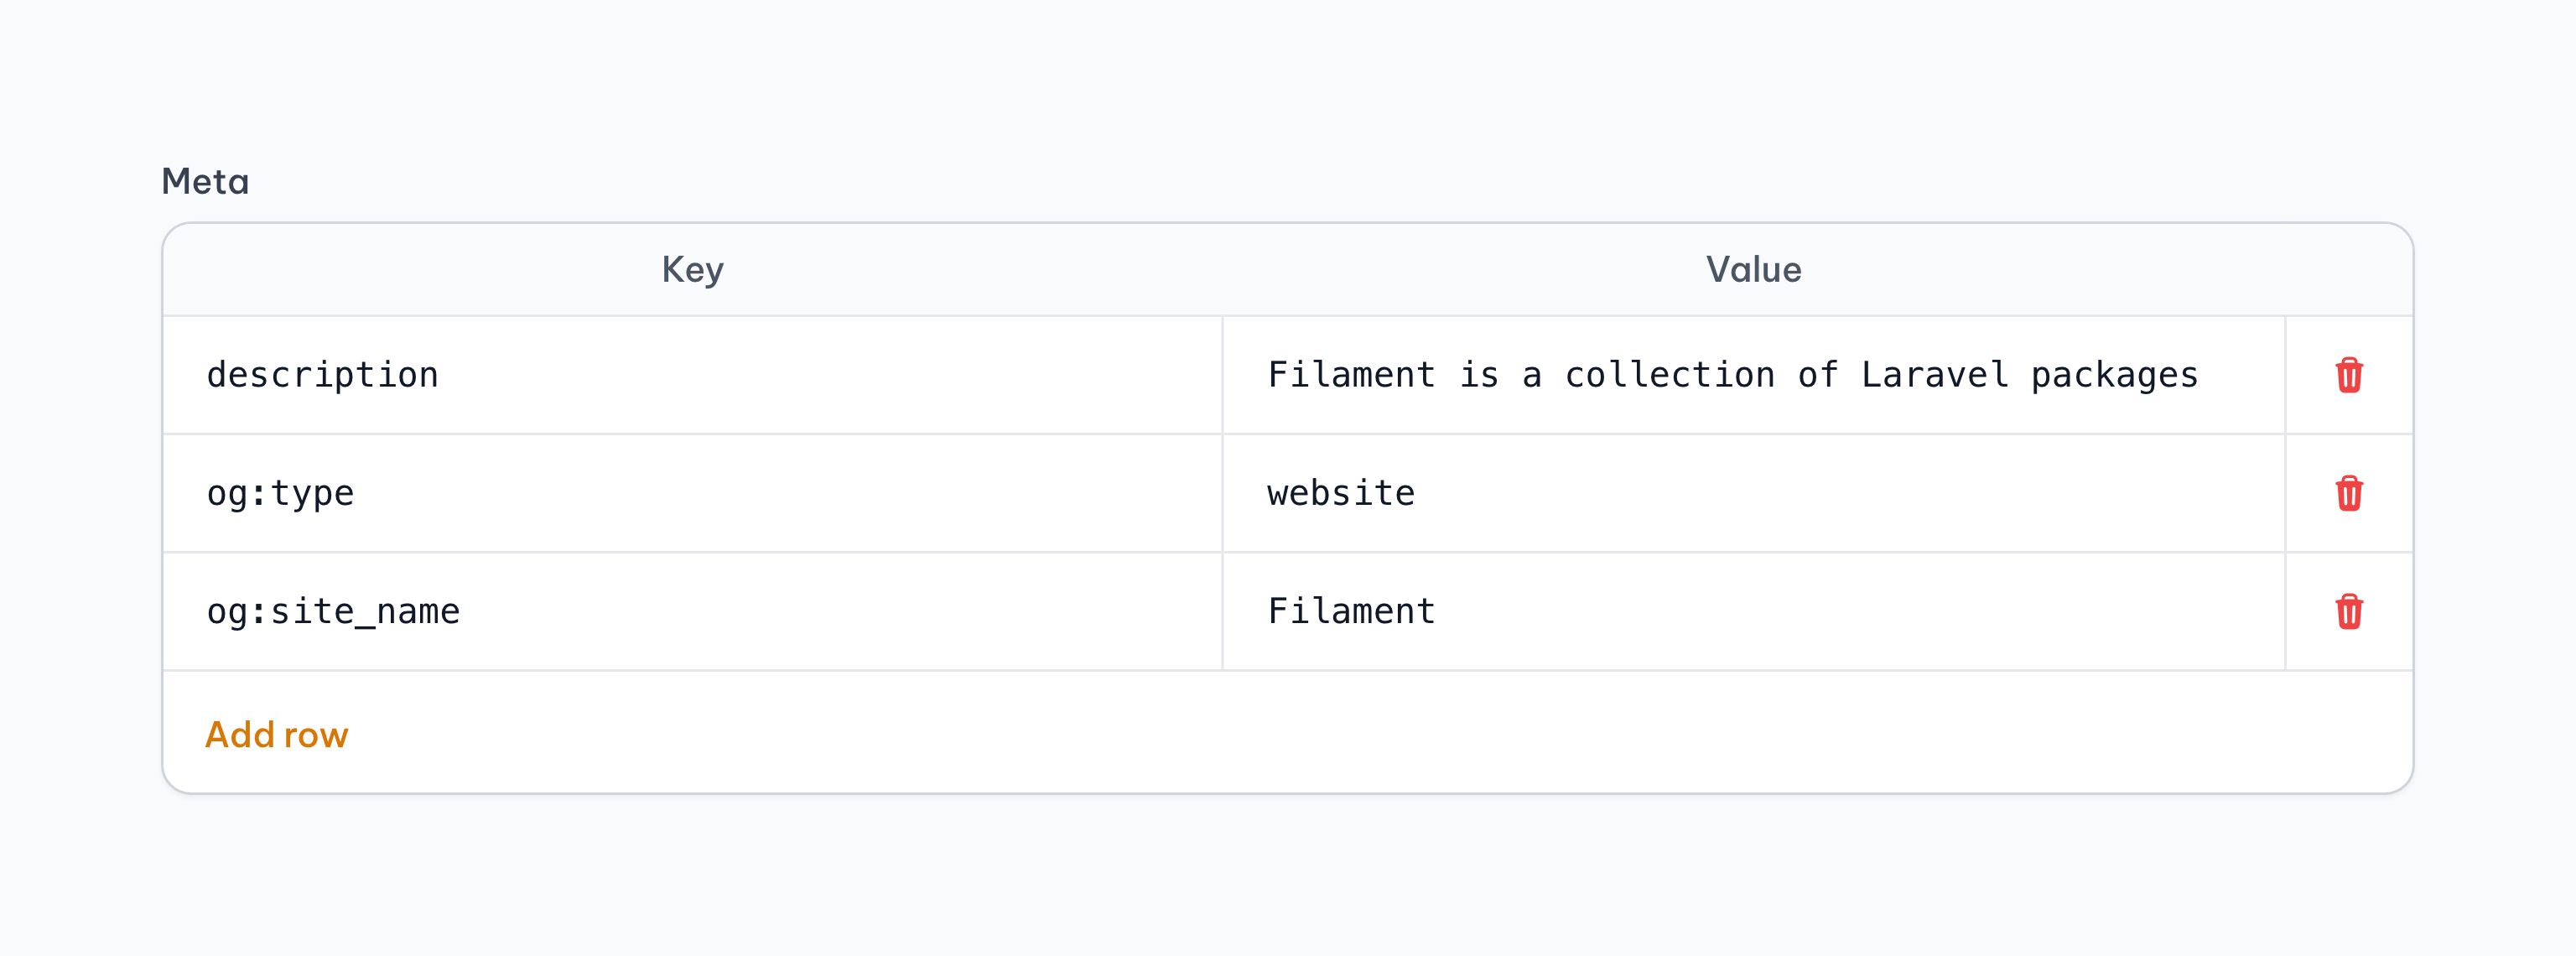 Meta
Key Value
description Filament is a collection of Laravel packages
og:type website
og:site_name Filament
Add row